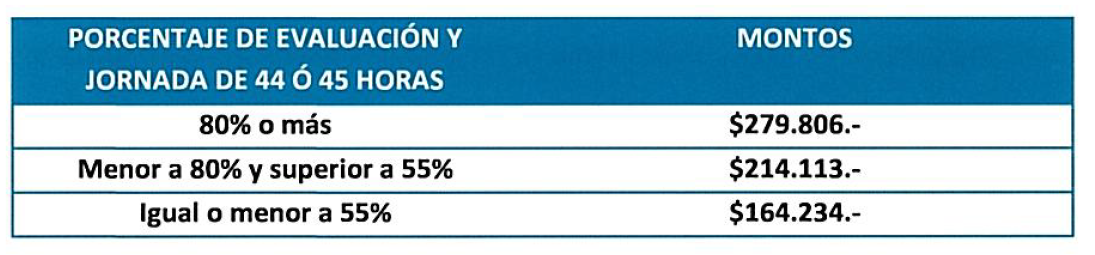 PORCENTAJE DE EVALUACIÓN Y MONTOS
JORNADA DE 44 Ó 45 HORAS
80% o más $279.806.-
Menor a 80% y superior a 55% $214.113.-
Igual o menor a 55% $164.234.-